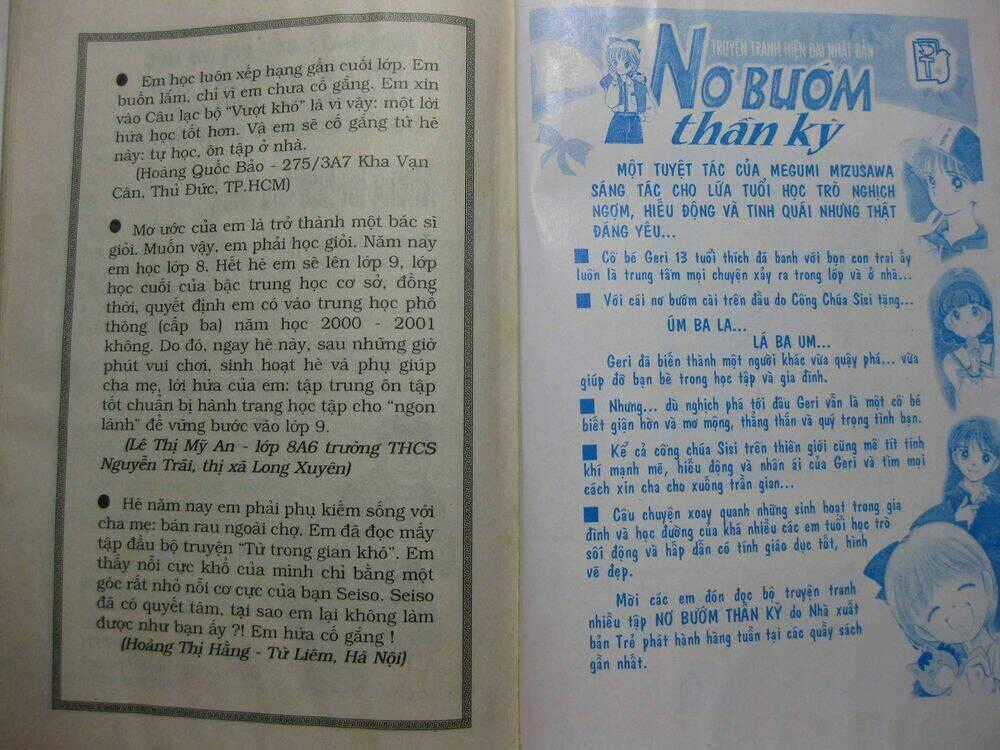 ● Em học luôn xếp hạng gần cuối lớp. Em
buồn lắm, chỉ vì em chưa cố gắng. Em xin
vào Câu lạc bộ "Vượt khó" là vì vậy: một lời
hứa học tốt hơn. Và em sẽ cố gắng từ hè
này: tự học, ôn tập ở nhà.
(Hoàng Quốc Bảo - 275/3A7 Kha Vạn
Cân, Thủ Đức, TP.HCM)
● Mơ ước của em là trở thành một bác sĩ
giỏi. Muốn vậy, em phải học giỏi. Năm nay
em học lớp 8. Hết hè em sẽ lên lớp 9, lớp
học cuối của bậc trung học cơ sở, đồng
thời, quyết định em có vào trung học phổ
thông (cấp ba) năm học 2000 - 2001
không. Do đó, ngay hè này, sau những giờ
phút vui chơi, sinh hoạt hè và phụ giúp
cha mẹ, lời hứa của em: tập trung ôn tập
tốt chuẩn bị hành trang học tập cho "ngon
lành" để vững bước vào lớp 9.
(Lê Thị Mỹ An - lớp 8A6 trường THCS
Nguyễn Trãi, thị xã Long Xuyên)
● Hè năm nay em phải phụ kiếm sống với
cha mẹ: bán rau ngoài chợ. Em đã đọc mấy
tập đầu bộ truyện "Từ trong gian khó". Em
thấy nỗi cực khổ của mình chỉ bằng một
góc rất nhỏ nỗi cơ cực của bạn Seiso. Seiso
đã có quyết tâm, tại sao em lại không làm
được như bạn ấy ?! Em hứa cố gắng !
(Hoàng Thị Hằng - Từ Liêm, Hà Nội)
TRUYỆN TRANH HIỆN ĐẠI NHẬT BẢN
NƠ BƯỚM
thần kỳ
MỘT TUYỆT TÁC CỦA MEGUMI MIZUSAWA
SÁNG TÁC CHO LỨA TUỔI HỌC TRÒ NGHỊCH
NGỢM, HIẾU ĐỘNG VÀ TINH QUÁI NHƯNG THẬT
ĐÁNG YÊU...
■ Cô bé Geri 13 tuổi thích đá banh với bọn con trai ấy
luôn là trung tâm mọi chuyện xảy ra trong lớp và ở nhà...
■ Với cái nơ bướm cài trên đầu do Công Chúa Sisi tặng...
ÚM BA LA...
LÁ BA UM...
Geri đã biến thành một người khác vừa quậy phá... vừa
giúp đỡ bạn bè trong học tập và gia đình.
■ Nhưng... dù nghịch phá tới đâu Geri vẫn là một cô bé
biết giận hờn và mơ mộng, thẳng thắn và quý trọng tình bạn.
■ Kể cả công chúa Sisi trên thiên giới cũng mê tít tính
khí mạnh mẽ, hiếu động và nhân ái của Geri và tìm mọi
cách xin cha cho xuống trần gian...
■ Câu chuyện xoay quanh những sinh hoạt trong gia
đình và học đường của khá nhiều các em tuổi học trò
sôi động và hấp dẫn có tính giáo dục tốt, hình
vẽ đẹp.
Mời các em đón đọc bộ truyện tranh
nhiều tập NƠ BƯỚM THẦN KỲ do Nhà xuất
bản Trẻ phát hành hàng tuần tại các quầy sách
gần nhất.